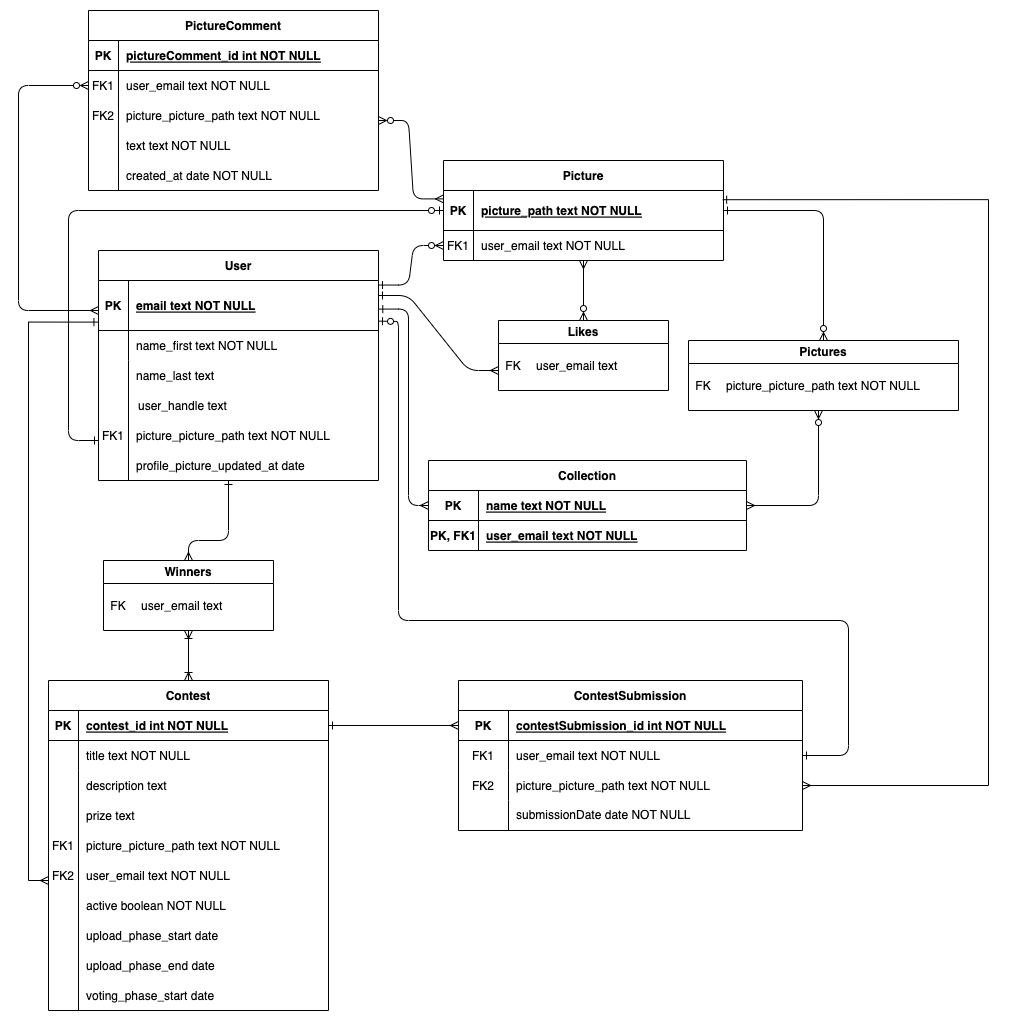 PictureComment
PK pictureComment_id int NOT NULL
FK1 user_email text NOT NULL
FK2 picture_picture_path text NOT NULL
text text NOT NULL
created_at date NOT NULL
Picture
PK picture_path text NOT NULL
FK1 user_email text NOT NULL
User
PK email text NOT NULL
name_first text NOT NULL
name_last text
user_handle text
FK1 picture_picture_path text NOT NULL
profile_picture_updated_at date
Likes
FK user_email text
Pictures
FK picture_picture_path text NOT NULL
Collection
PK name text NOT NULL
PK, FK1 user_email text NOT NULL
Winners
FK user_email text
Contest
PK contest_id int NOT NULL
title text NOT NULL
description text
prize text
FK1 picture_picture_path text NOT NULL
FK2 user_email text NOT NULL
active boolean NOT NULL
upload_phase_start date
upload_phase_end date
voting_phase_start date
ContestSubmission
PK contestSubmission_id int NOT NULL
FK1 user_email text NOT NULL
FK2 picture_picture_path text NOT NULL
submissionDate date NOT NULL